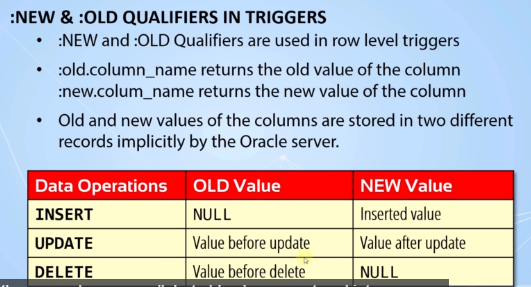 :NEW & :OLD QUALIFIERS IN TRIGGERS
• :NEW and :OLD Qualifiers are used in row level triggers
• :old.column_name returns the old value of the column
:new.colum_name returns the new value of the column
• Old and new values of the columns are stored in two different
records implicitly by the Oracle server.
Data Operations OLD Value NEW Value
INSERT NULL Inserted value
UPDATE Value before update Value after update
DELETE Value before delete NULL